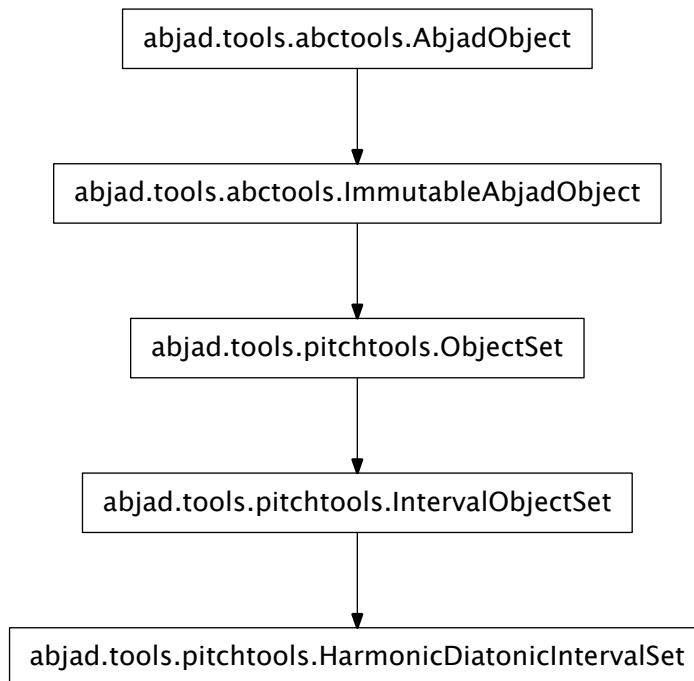 abjad.tools.abctools.AbjadObject
abjad.tools.abctools.ImmutableAbjadObject
abjad.tools.pitchtools.ObjectSet
abjad.tools.pitchtools.IntervalObjectSet
abjad.tools.pitchtools.HarmonicDiatonicIntervalSet